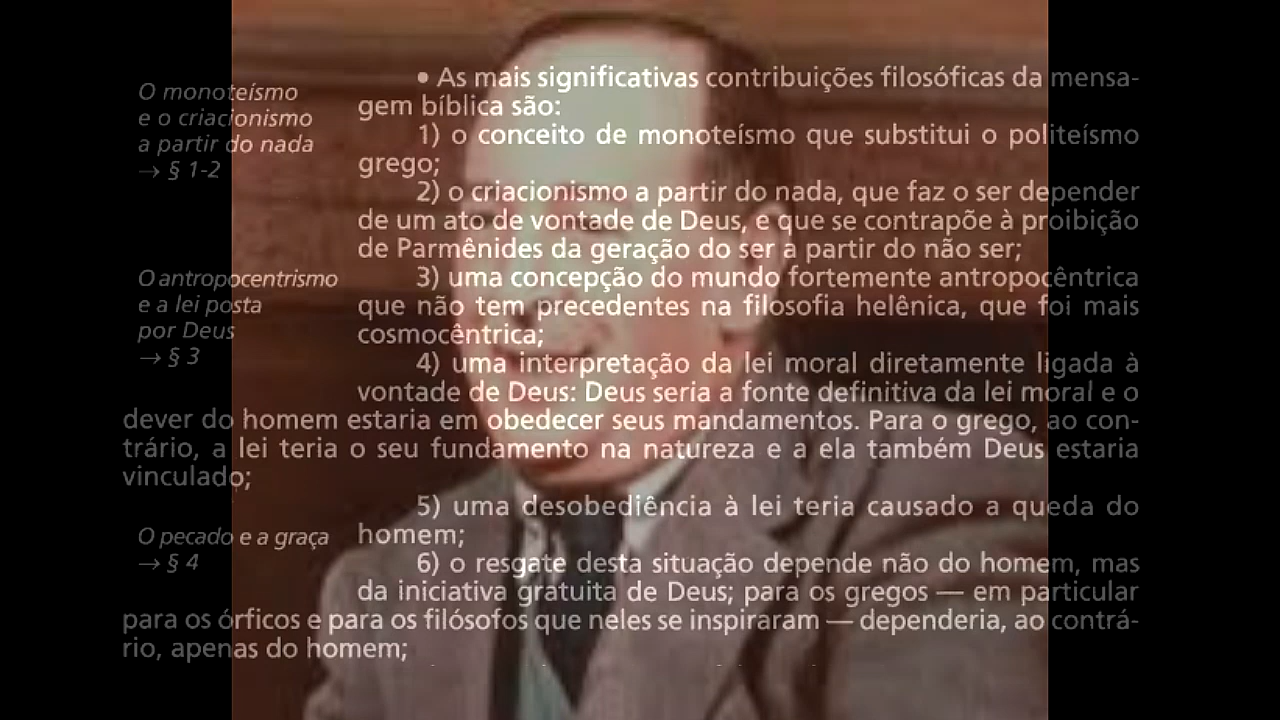 O monoteísmo
e o criacionismo
a partir do nada
→ § 1-2
• As mais significativas contribuições filosóficas da mensa-
gem bíblica são:
1) o conceito de monoteísmo que substitui o politeísmo
grego;
2) o criacionismo a partir do nada, que faz o ser depender
de um ato de vontade de Deus, e que se contrapõe à proibição
de Parmênides da geração do ser a partir do não ser;
O antropocentrismo
e a lei posta
por Deus
→ § 3
3) uma concepção do mundo fortemente antropocêntrica
que não tem precedentes na filosofia helênica, que foi mais
cosmocêntrica;
4) uma interpretação da lei moral diretamente ligada à
vontade de Deus: Deus seria a fonte definitiva da lei moral e o
dever do homem estaria em obedecer seus mandamentos. Para o grego, ao con-
trário, a lei teria o seu fundamento na natureza e a ela também Deus estaria
vinculado;
O pecado e a graça
→ § 4
5) uma desobediência à lei teria causado a queda do
homem;
6) o resgate desta situação depende não do homem, mas
da iniciativa gratuita de Deus; para os gregos — em particular
para os órficos e para os filósofos que neles se inspiraram — dependeria, ao contrá-
rio, apenas do homem;